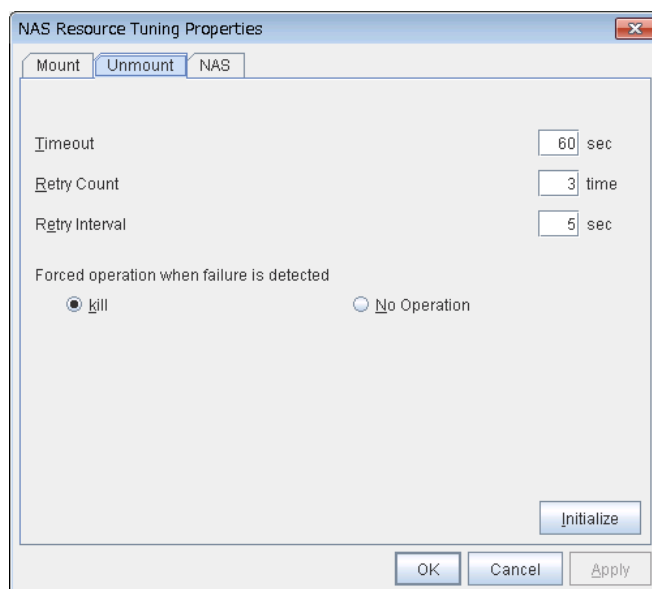 NAS Resource Tuning Properties
Mount Unmount NAS
Timeout 60 sec
Retry Count 3 time
Retry Interval 5 sec
Forced operation when failure is detected
kill No Operation
Initialize
OK Cancel Apply